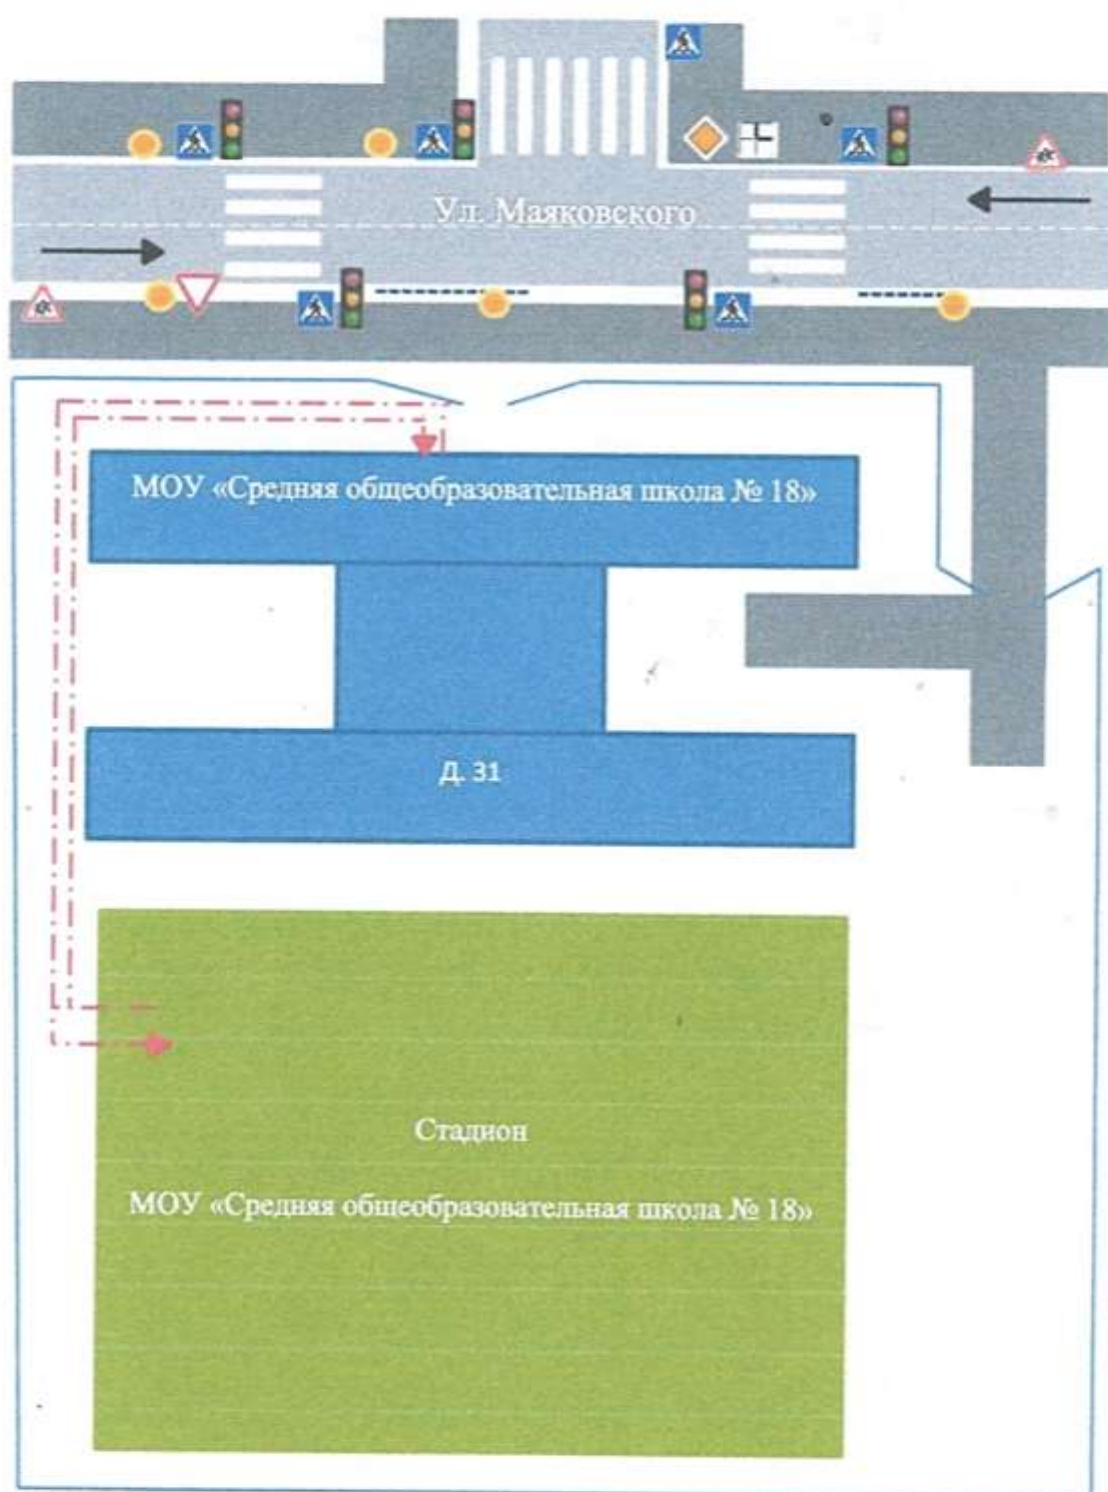 Ул. Маяковского
МОУ «Средняя общеобразовательная школа № 18»
Д. 31
Стадион
МОУ «Средняя общеобразовательная школа № 18»